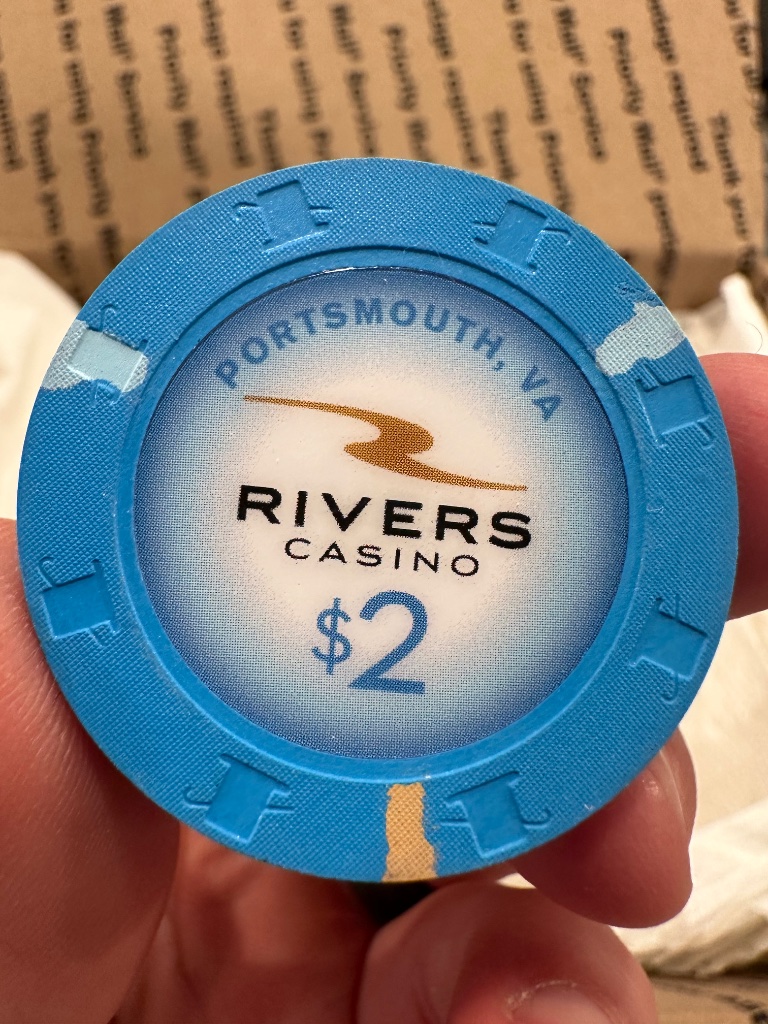 PORTSMOUTH, VA
RIVERS
CASINO
$2